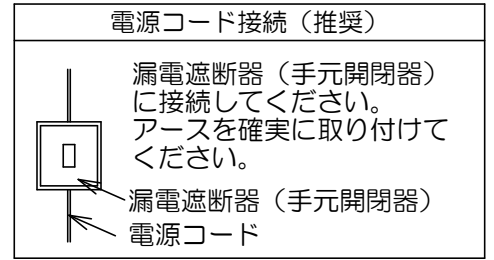 電源コード接続（推奨）
漏電遮断器（手元開閉器）
に接続してください。
アースを確実に取り付けて
ください。
漏電遮断器（手元開閉器）
電源コード